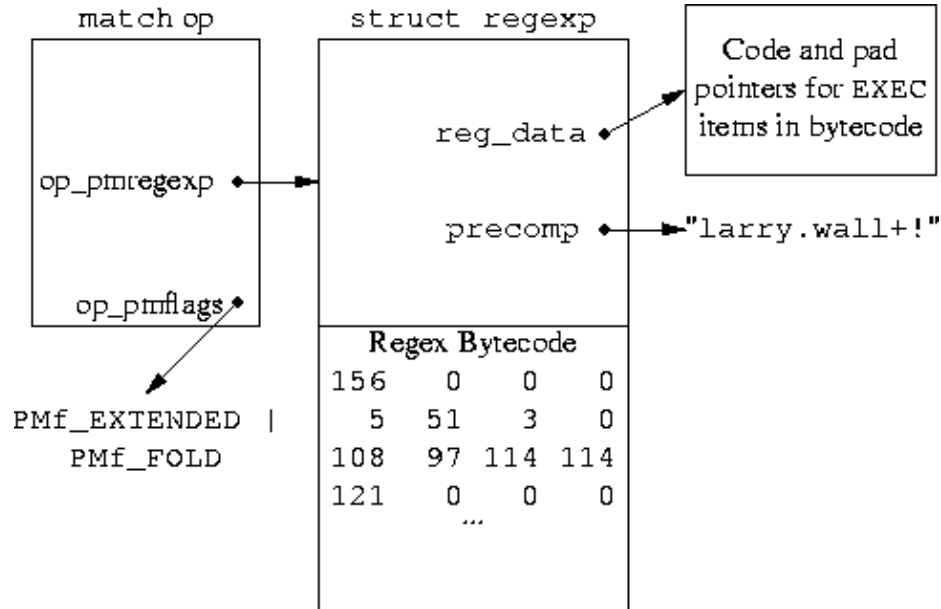 match op
struct regexp
Code and pad
pointers for EXEC
items in bytecode
reg_data
op_pmregexp
precomp
"larry.wall+!"
op_pmflags
PMf_EXTENDED |
PMf_FOLD
Regex Bytecode
156 0 0 0
5 51 3 0
108 97 114 114
121 0 0 0
...